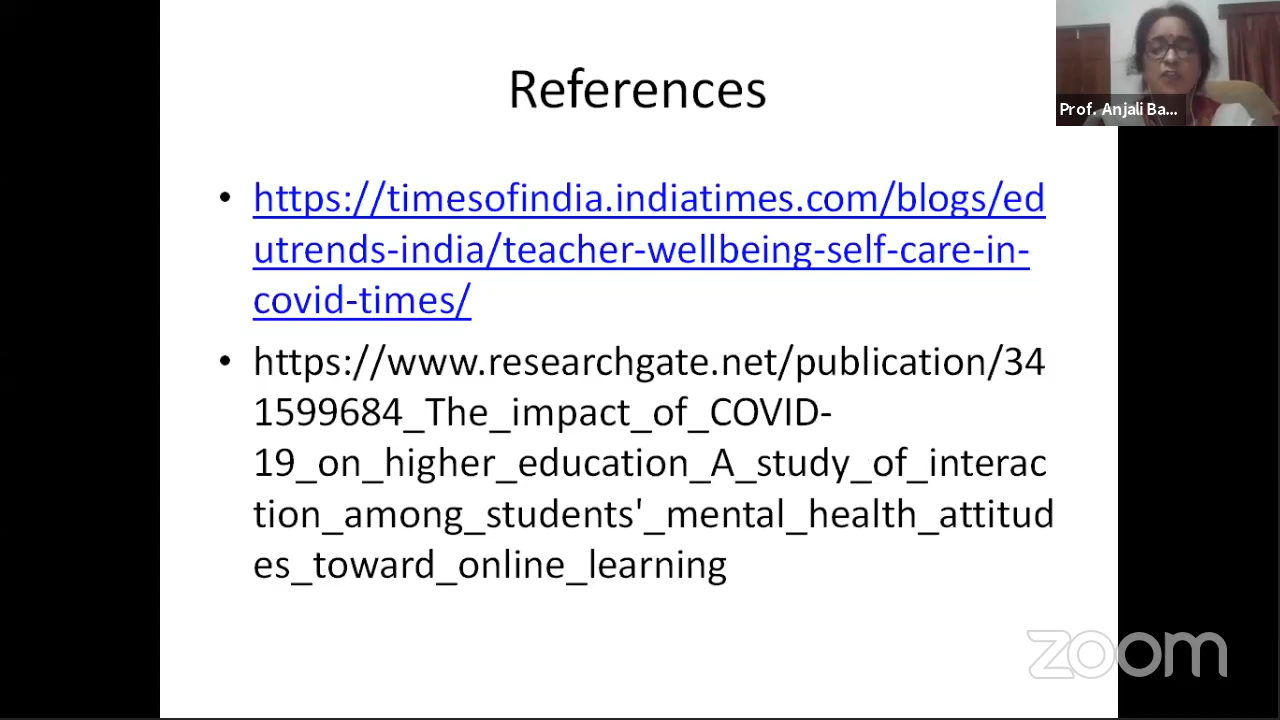 References
• https://timesofindia.indiatimes.com/blogs/ed
utrends-india/teacher-wellbeing-self-care-in-
covid-times/
• https://www.researchgate.net/publication/34
1599684_The_impact_of_COVID-
19_on_higher_education_A_study_of_interac
tion_among_students'_mental_health_attitud
es_toward_online_learning
Prof. Anjali Ba...
zoom